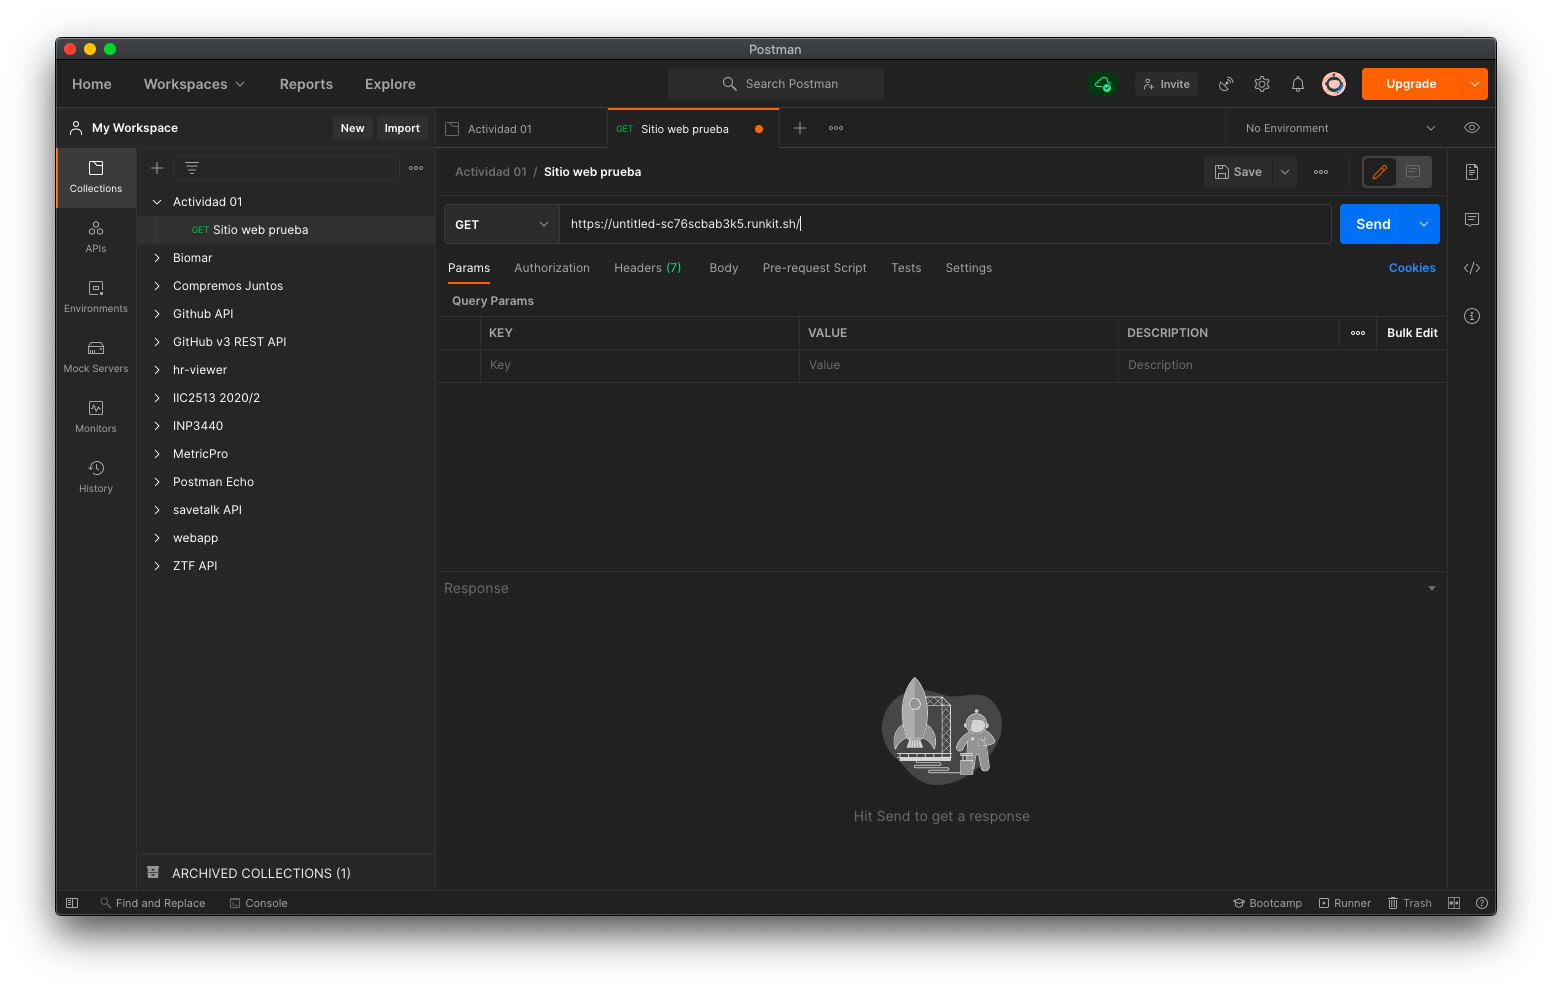 Postman
Home Workspaces Reports Explore Search Postman Invite Upgrade
My Workspace New Import Actividad 01 GET Sitio web prueba No Environment
Collections
APIs
Environments
Mock Servers
Monitors
History
Actividad 01
GET Sitio web prueba
Biomar
Compremos Juntos
Github API
GitHub v3 REST API
hr-viewer
IIC2513 2020/2
INP3440
MetricPro
Postman Echo
savetalk API
webapp
ZTF API
ARCHIVED COLLECTIONS (1)
Actividad 01 / Sitio web prueba Save
GET https://untitled-sc76scbab3k5.runkit.sh/ Send
Params Authorization Headers (7) Body Pre-request Script Tests Settings Cookies
Query Params
KEY VALUE DESCRIPTION Bulk Edit
Key Value Description
Response
Hit Send to get a response
Find and Replace Console Bootcamp Runner Trash